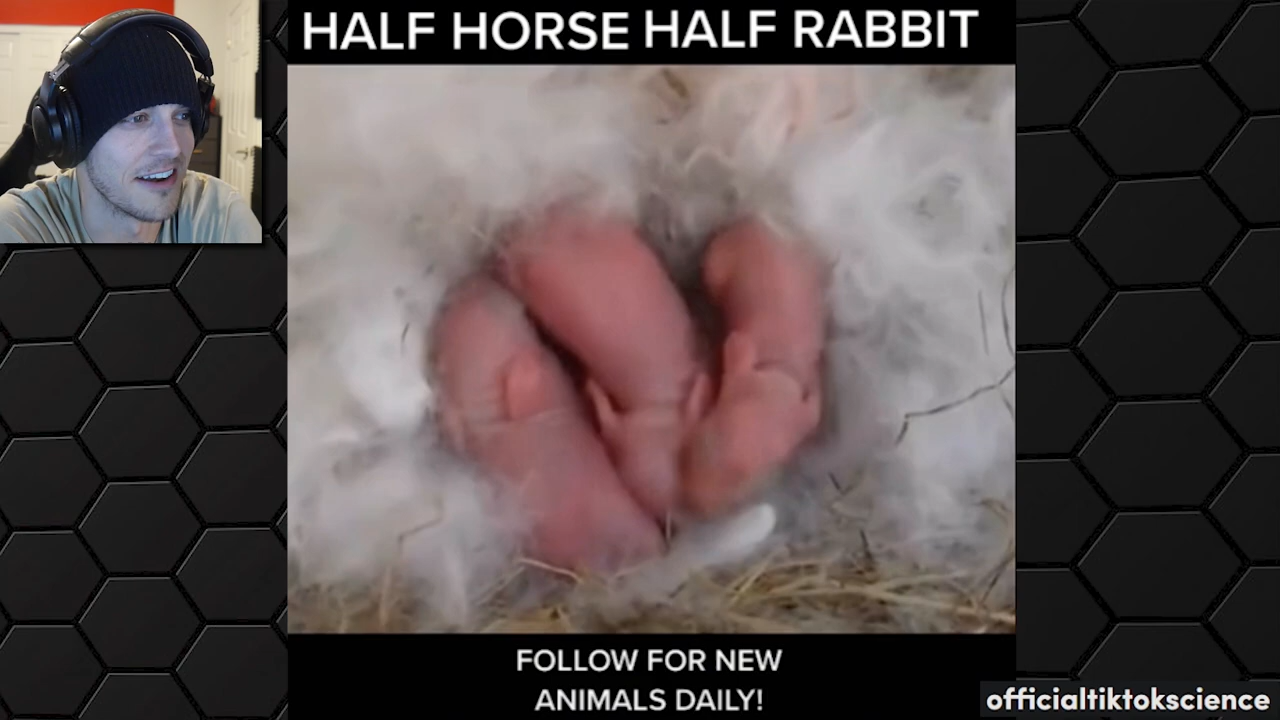 HALF HORSE HALF RABBIT
FOLLOW FOR NEW
ANIMALS DAILY!
officialtiktokscience